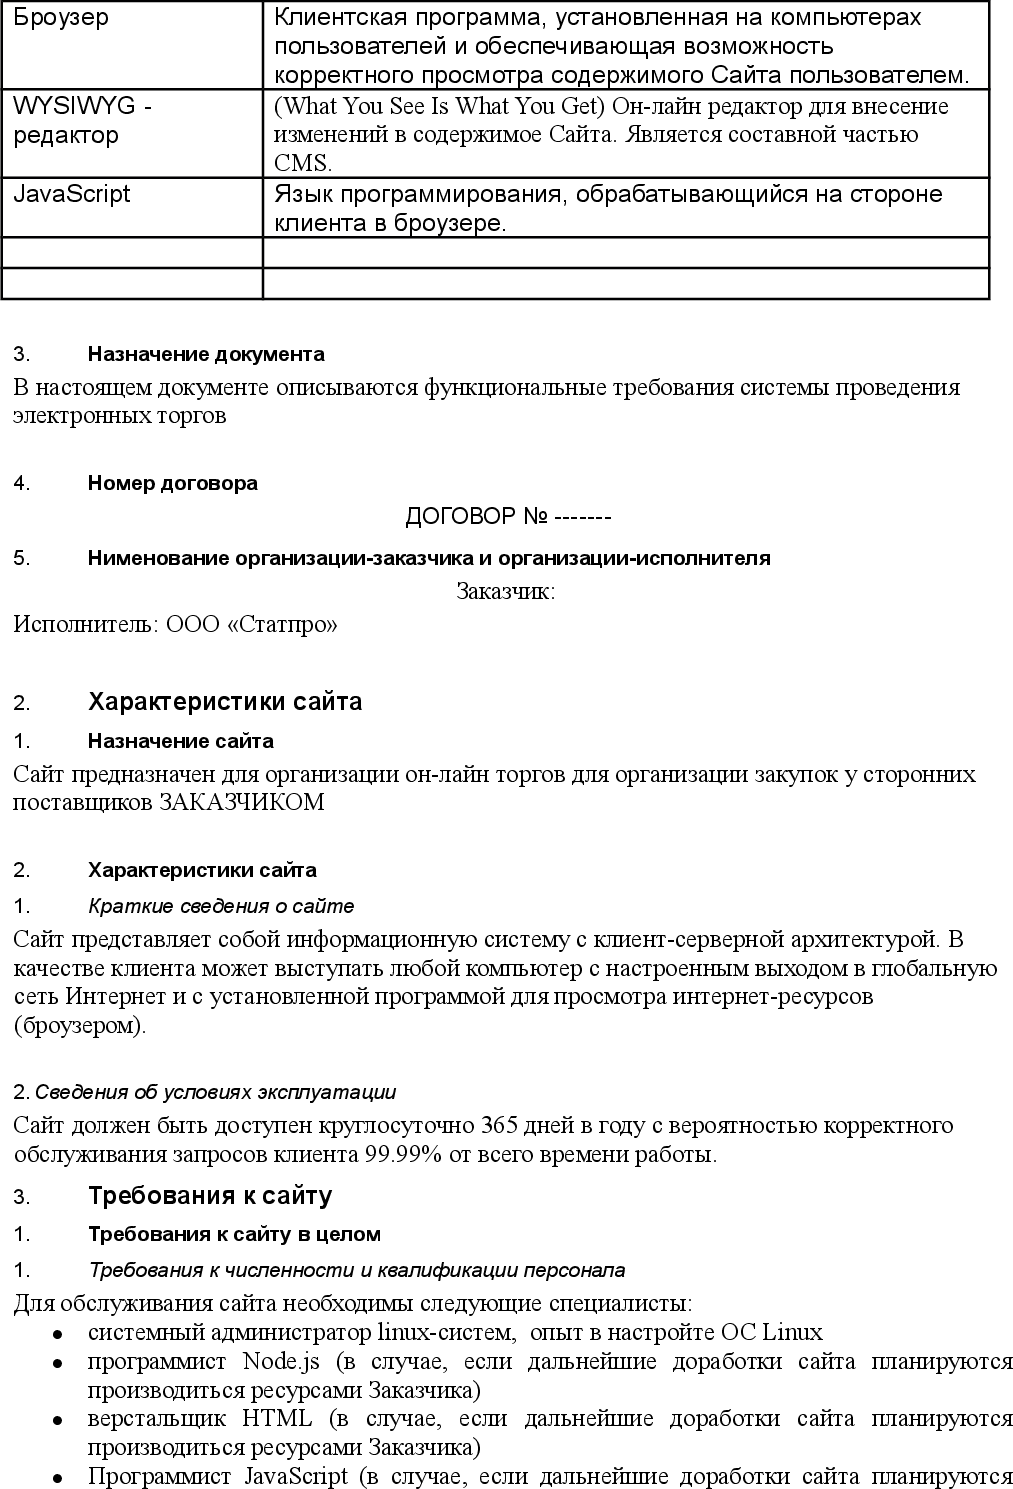 Броузер
Клиентская программа, установленная на компьютерах
пользователей и обеспечивающая возможность
корректного просмотра содержимого Сайта пользователем.
WYSIWYG -
редактор
(What You See Is What You Get) Он-лайн редактор для внесение
изменений в содержимое Сайта. Является составной частью
CMS.
JavaScript
Язык программирования, обрабатывающийся на стороне
клиента в броузере.
3. Назначение документа
В настоящем документе описываются функциональные требования системы проведения
электронных торгов
4. Номер договора
ДОГОВОР № -------
5. Нименование организации-заказчика и организации-исполнителя
Заказчик:
Исполнитель: ООО «Статпро»
2. Характеристики сайта
1. Назначение сайта
Сайт предназначен для организации он-лайн торгов для организации закупок у сторонних
поставщиков ЗАКАЗЧИКОМ
2. Характеристики сайта
1. Краткие сведения о сайте
Сайт представляет собой информационную систему с клиент-серверной архитектурой. В
качестве клиента может выступать любой компьютер с настроенным выходом в глобальную
сеть Интернет и с установленной программой для просмотра интернет-ресурсов
(броузером).
2. Сведения об условиях эксплуатации
Сайт должен быть доступен круглосуточно 365 дней в году с вероятностью корректного
обслуживания запросов клиента 99.99% от всего времени работы.
3. Требования к сайту
1. Требования к сайту в целом
1. Требования к численности и квалификации персонала
Для обслуживания сайта необходимы следующие специалисты:
● системный администратор linux-систем, опыт в настройте ОС Linux
● программист Node.js (в случае, если дальнейшие доработки сайта планируются
производиться ресурсами Заказчика)
● верстальщик HTML (в случае, если дальнейшие доработки сайта планируются
производиться ресурсами Заказчика)
● Программист JavaScript (в случае, если дальнейшие доработки сайта планируются